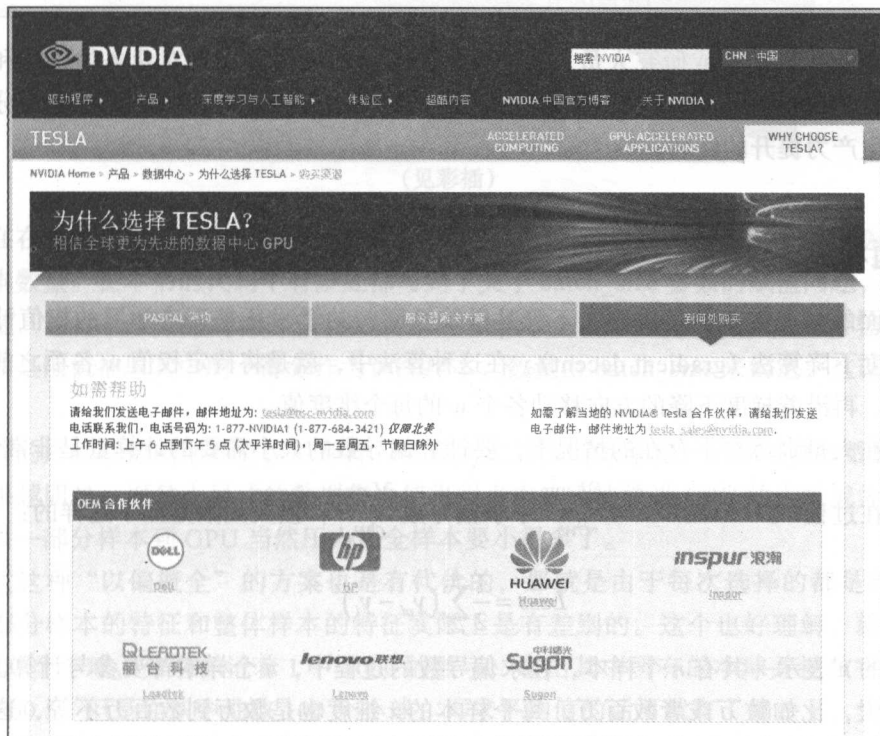 NVIDIA.
搜索 NVIDIA
CHN - 中国
驱动程序
产品
深度学习与人工智能
体验区
超酷内容
NVIDIA 中国官方博客
关于 NVIDIA
TESLA
ACCELERATED
COMPUTING
GPU-ACCELERATED
APPLICATIONS
WHY CHOOSE
TESLA?
NVIDIA Home > 产品 > 数据中心 > 为什么选择 TESLA > 购买渠道
为什么选择 TESLA?
相信全球更为先进的数据中心 GPU
PASCAL
服务器解决方案
到何处购买
如需帮助
请给我们发送电子邮件，邮件地址为: tesla@tsc.nvidia.com
电话联系我们，电话号码为: 1-877-NVIDIA1 (1-877-684-3421) 仅限北美
工作时间: 上午 6 点到下午 5 点 (太平洋时间)，周一至周五，节假日除外
如需了解当地的 NVIDIA® Tesla 合作伙伴，请给我们发送
电子邮件，邮件地址为 tesla_sales@nvidia.com.
OEM 合作伙伴
DELL
Dell
hp
HP
HUAWEI
Huawei
inspur 浪潮
Inspur
LEADTEK
麗台科技
Leadtek
lenovo联想
Lenovo
中科曙光
Sugon
Sugon